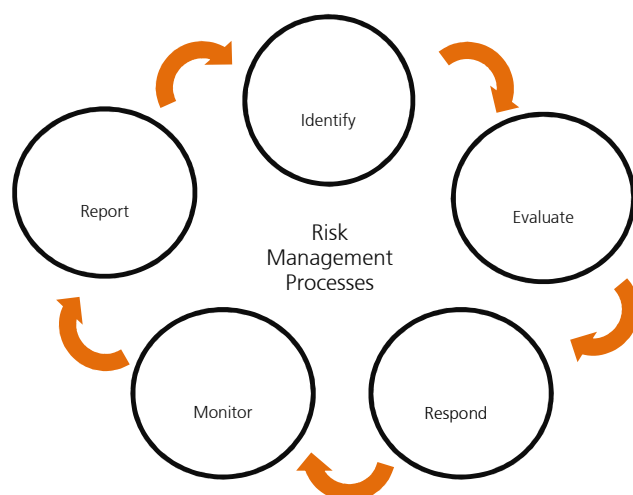 Identify
Evaluate
Respond
Monitor
Report
Risk
Management
Processes